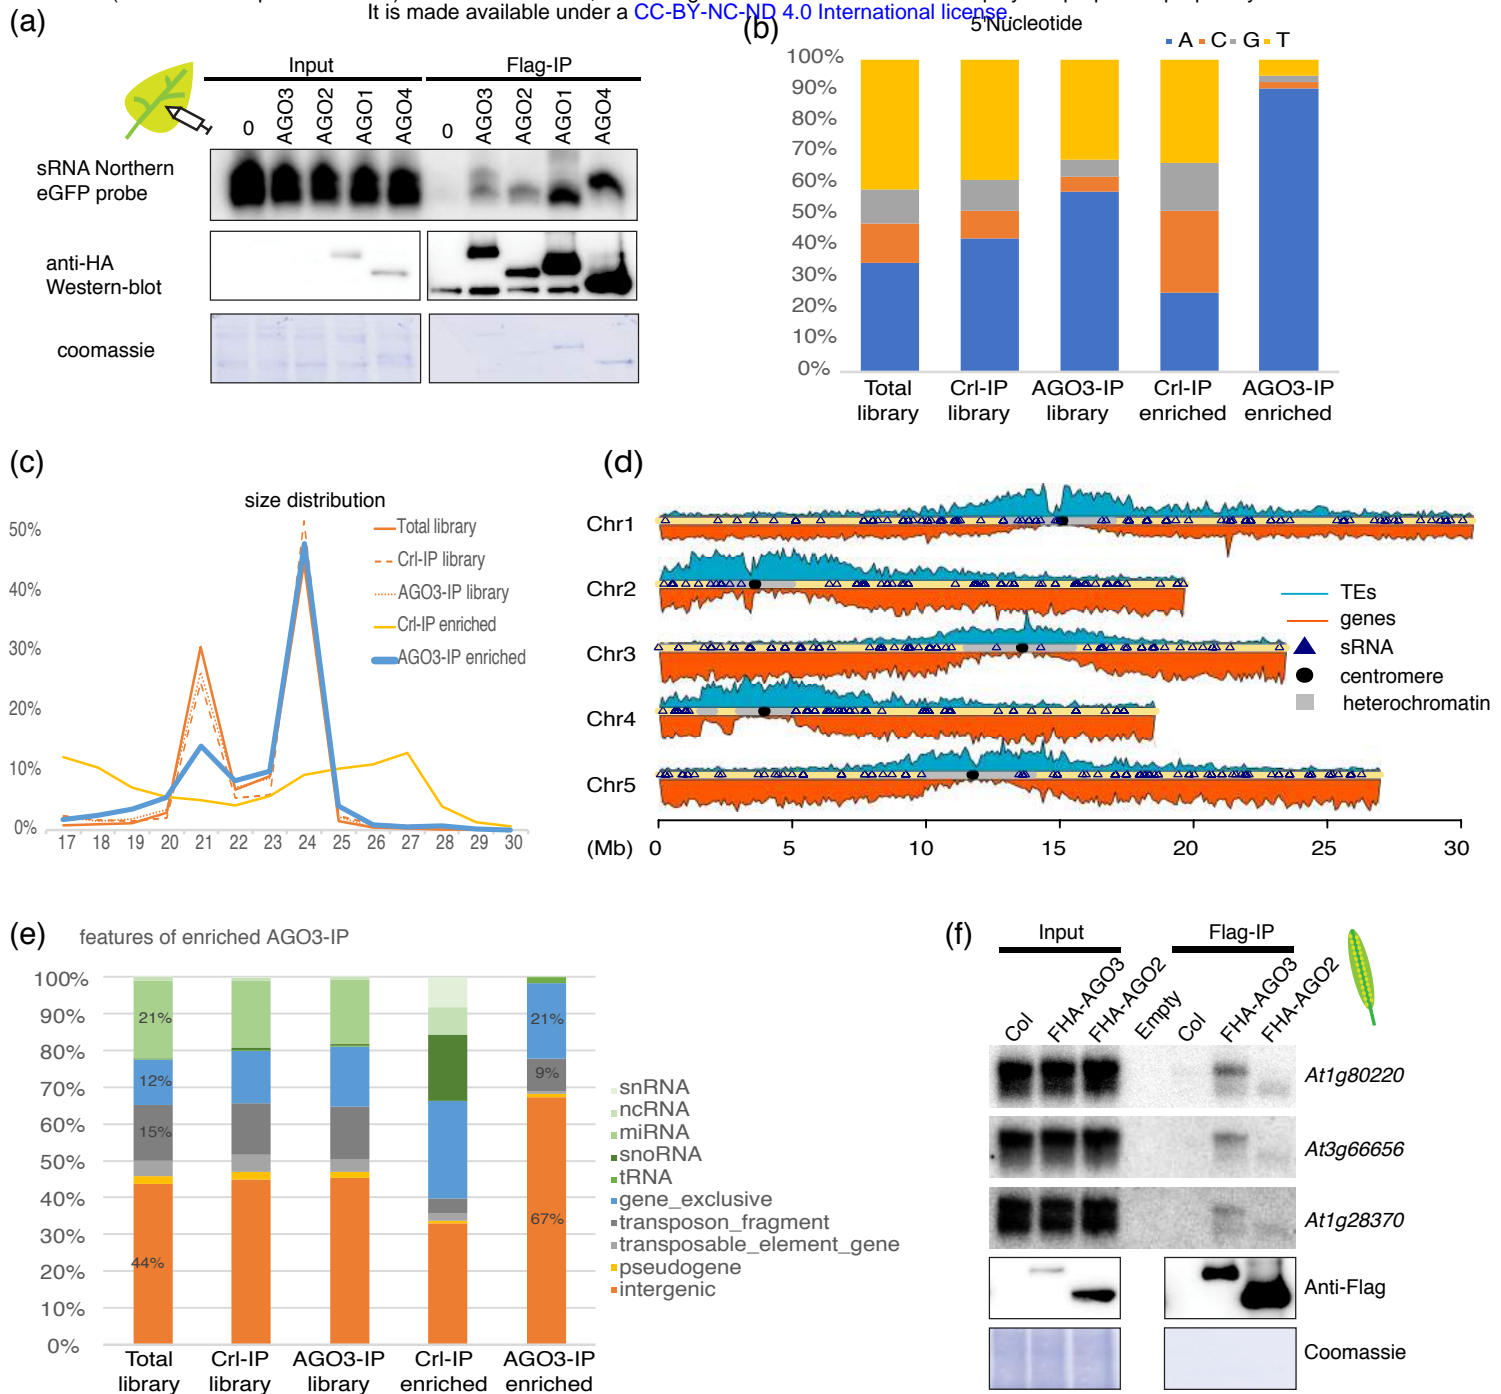 It is made available under a CC-BY-NC-ND 4.0 International license.
(a)
Input
Flag-IP
0
AGO3
AGO2
AGO1
AGO4
0
AGO3
AGO2
AGO1
AGO4
sRNA Northern
eGFP probe
anti-HA
Western-blot
coomassie
(b)
5'Nucleotide
A C G T
100%
90%
80%
70%
60%
50%
40%
30%
20%
10%
0%
Total library
Crl-IP library
AGO3-IP library
Crl-IP enriched
AGO3-IP enriched
(c)
size distribution
50%
40%
30%
20%
10%
0%
Total library
Crl-IP library
AGO3-IP library
Crl-IP enriched
AGO3-IP enriched
17 18 19 20 21 22 23 24 25 26 27 28 29 30
(d)
Chr1
Chr2
Chr3
Chr4
Chr5
TEs
genes
sRNA
centromere
heterochromatin
(Mb) 0 5 10 15 20 25 30
(e)
features of enriched AGO3-IP
100%
90%
80%
70%
60%
50%
40%
30%
20%
10%
0%
21%
12%
15%
44%
21%
9%
67%
snRNA
ncRNA
miRNA
snoRNA
tRNA
gene_exclusive
transposon_fragment
transposable_element_gene
pseudogene
intergenic
Total library
Crl-IP library
AGO3-IP library
Crl-IP enriched
AGO3-IP enriched
(f)
Input
Flag-IP
Col
FHA-AGO3
FHA-AGO2
Empty
Col
FHA-AGO3
FHA-AGO2
At1g80220
At3g66656
At1g28370
Anti-Flag
Coomassie